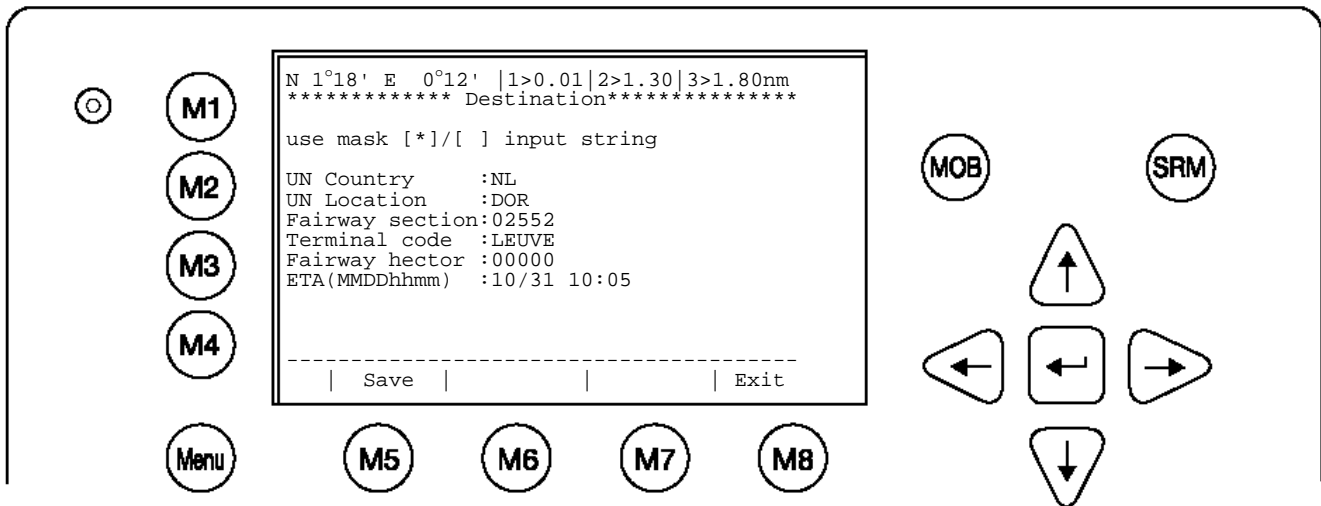 N 1°18' E  0°12' |1>0.01|2>1.30|3>1.80nm
************* Destination***************
use mask [*]/[ ] input string
UN Country     :NL
UN Location    :DOR
Fairway section:02552
Terminal code  :LEUVE
Fairway hector :00000
ETA(MMDDhhmm)  :10/31 10:05
----------------------------------------
| Save | | | Exit
M1
M2
M3
M4
Menu
M5
M6
M7
M8
MOB
SRM